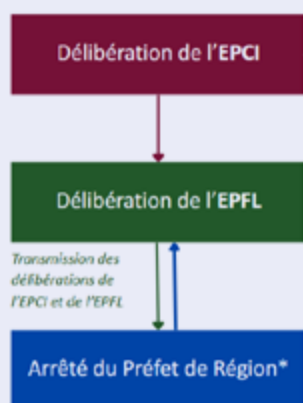 Délibération de l'EPCI
Délibération de l'EPFL
Transmission des
délibérations de
l'EPCI et de l'EPFL
Arrêté du Préfet de Région*